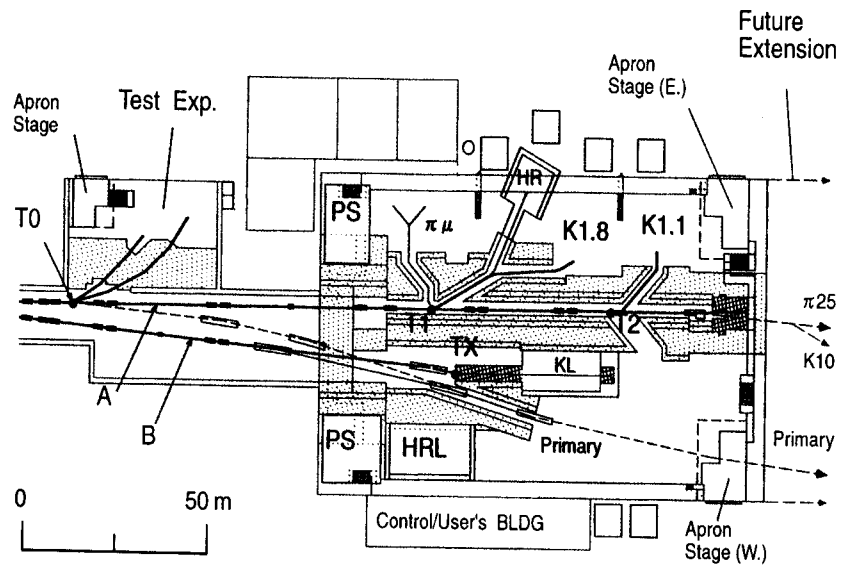 Future
Extension
Apron
Stage (E.)
Apron
Stage
Test Exp.
HR
PS
πμ
K1.8
K1.1
T0
T1
T2
π25
TX
KL
K10
A
B
PS
HRL
Primary
Primary
0
50 m
Control/User's BLDG
Apron
Stage (W.)